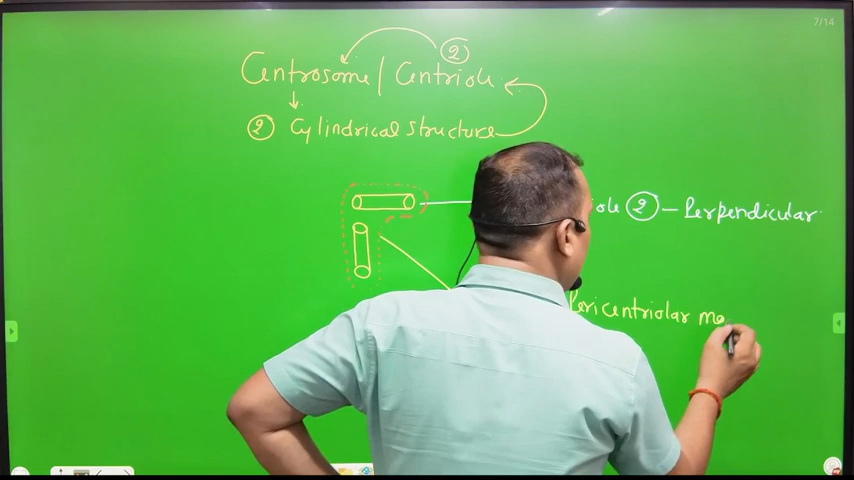 7/14
2
Centrosome / Centriole
2 Cylindrical structure
iole 2 - Perpendicular
Pericentriolar ma